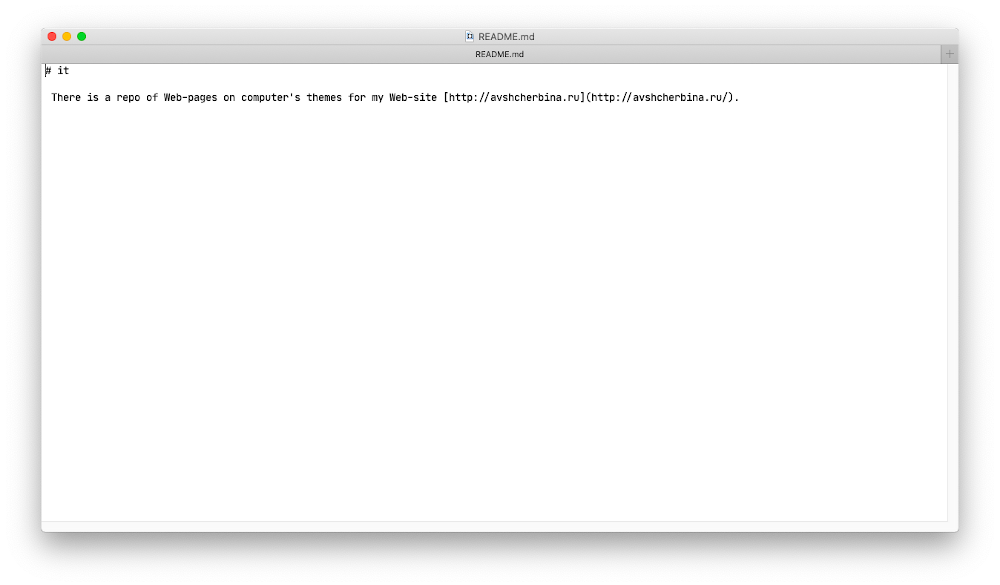 README.md
README.md
# it
There is a repo of Web-pages on computer's themes for my Web-site [http://avshcherbina.ru](http://avshcherbina.ru/).